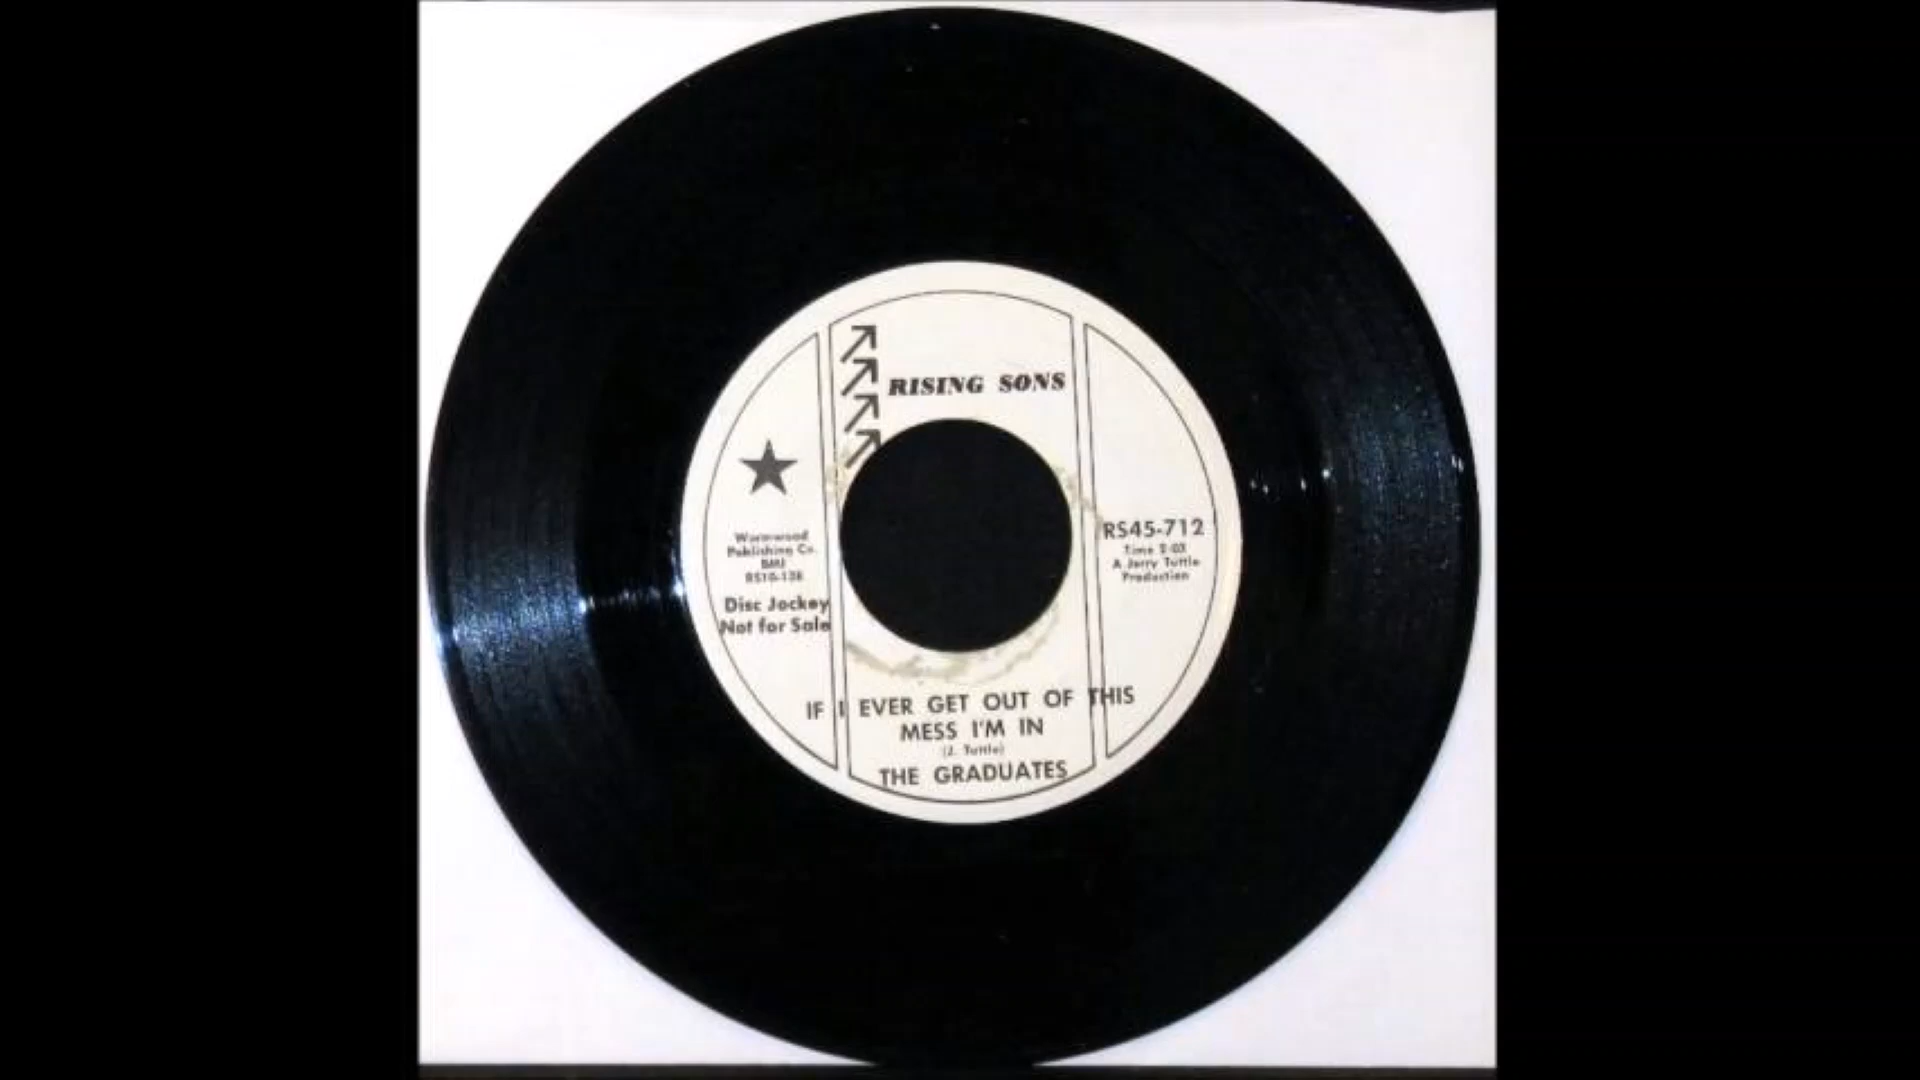 RISING SONS
Wormwood
Publishing Co.
BMI
RS10-138
Disc Jockey
Not for Sale
RS45-712
Time 2:03
A Jerry Tuttle
Production
IF I EVER GET OUT OF THIS
MESS I'M IN
(J. Tuttle)
THE GRADUATES